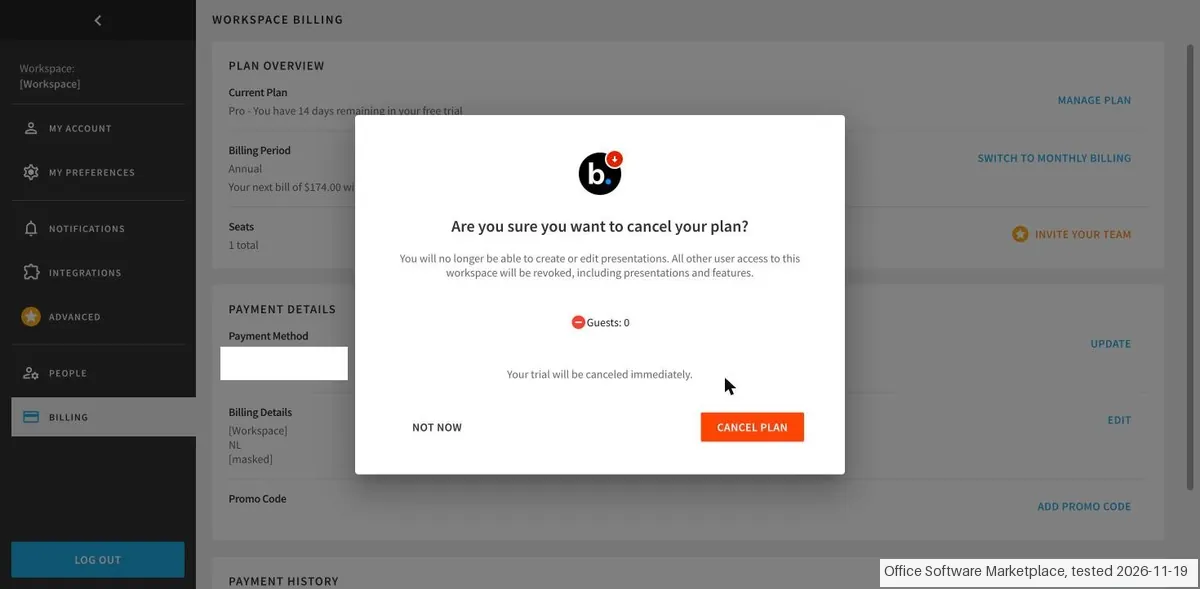 WORKSPACE BILLING
Workspace:
[Workspace]
MY ACCOUNT
MY PREFERENCES
NOTIFICATIONS
INTEGRATIONS
ADVANCED
PEOPLE
BILLING
LOG OUT
PLAN OVERVIEW
Current Plan
Pro - You have 14 days remaining in your free trial
MANAGE PLAN
Billing Period
Annual
Your next bill of $174.00 wi
SWITCH TO MONTHLY BILLING
Seats
1 total
INVITE YOUR TEAM
PAYMENT DETAILS
Payment Method
UPDATE
Billing Details
[Workspace]
NL
[masked]
EDIT
Promo Code
ADD PROMO CODE
PAYMENT HISTORY
b.
Are you sure you want to cancel your plan?
You will no longer be able to create or edit presentations. All other user access to this
workspace will be revoked, including presentations and features.
Guests: 0
Your trial will be canceled immediately.
NOT NOW
CANCEL PLAN
Office Software Marketplace, tested 2026-11-19